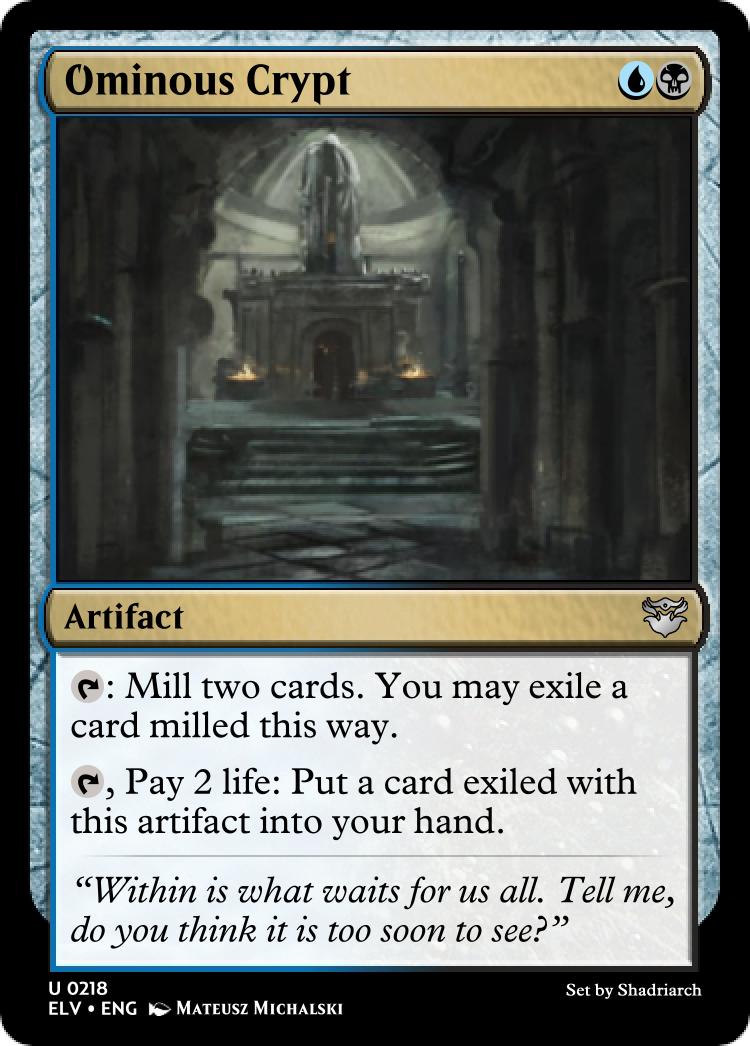 Ominous Crypt
Artifact
: Mill two cards. You may exile a
card milled this way.
, Pay 2 life: Put a card exiled with
this artifact into your hand.
“Within is what waits for us all. Tell me,
do you think it is too soon to see?”
U 0218
Set by Shadriarch
ELV • ENG Mateusz Michalski